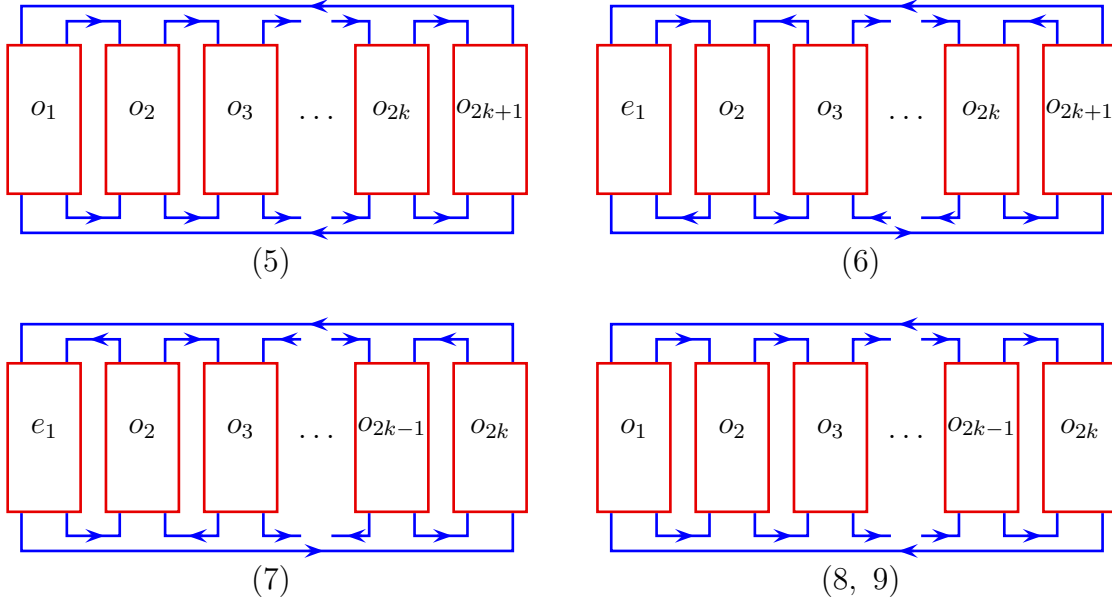 o₁ o₂ o₃ … o₂ₖ o₂ₖ₊₁
(5)
e₁ o₂ o₃ … o₂ₖ o₂ₖ₊₁
(6)
e₁ o₂ o₃ … o₂ₖ₋₁ o₂ₖ
(7)
o₁ o₂ o₃ … o₂ₖ₋₁ o₂ₖ
(8, 9)